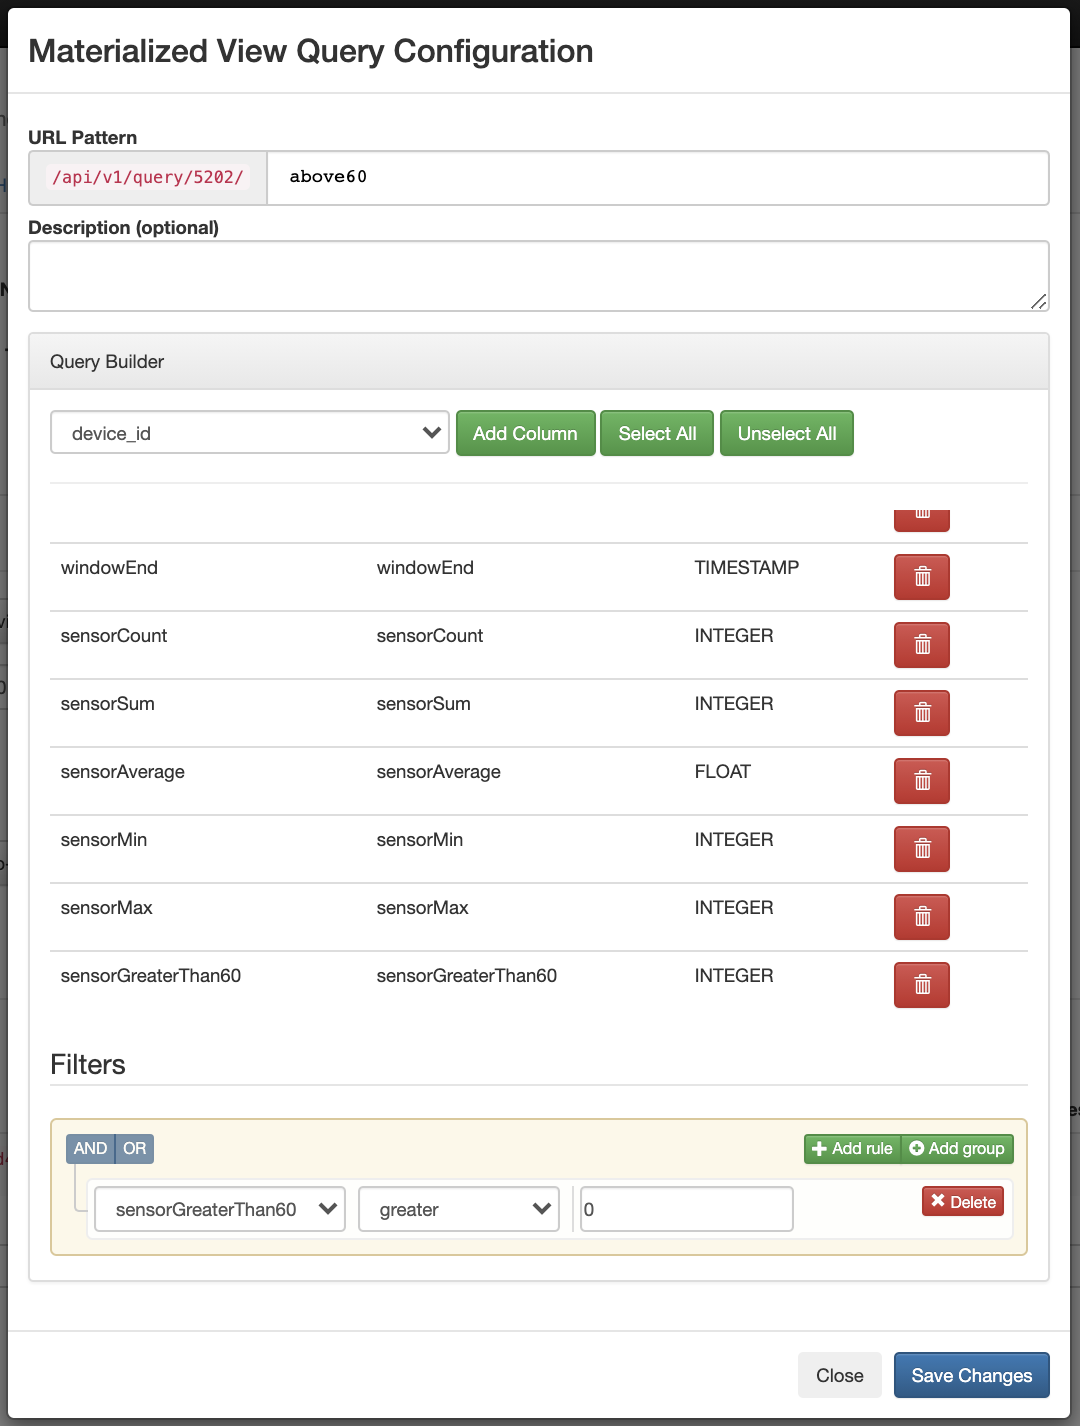 Materialized View Query Configuration
URL Pattern
/api/v1/query/5202/ above60
Description (optional)
Query Builder
device_id Add Column Select All Unselect All
windowEnd windowEnd TIMESTAMP
sensorCount sensorCount INTEGER
sensorSum sensorSum INTEGER
sensorAverage sensorAverage FLOAT
sensorMin sensorMin INTEGER
sensorMax sensorMax INTEGER
sensorGreaterThan60 sensorGreaterThan60 INTEGER
Filters
AND OR Add rule Add group
sensorGreaterThan60 greater 0 Delete
Close Save Changes